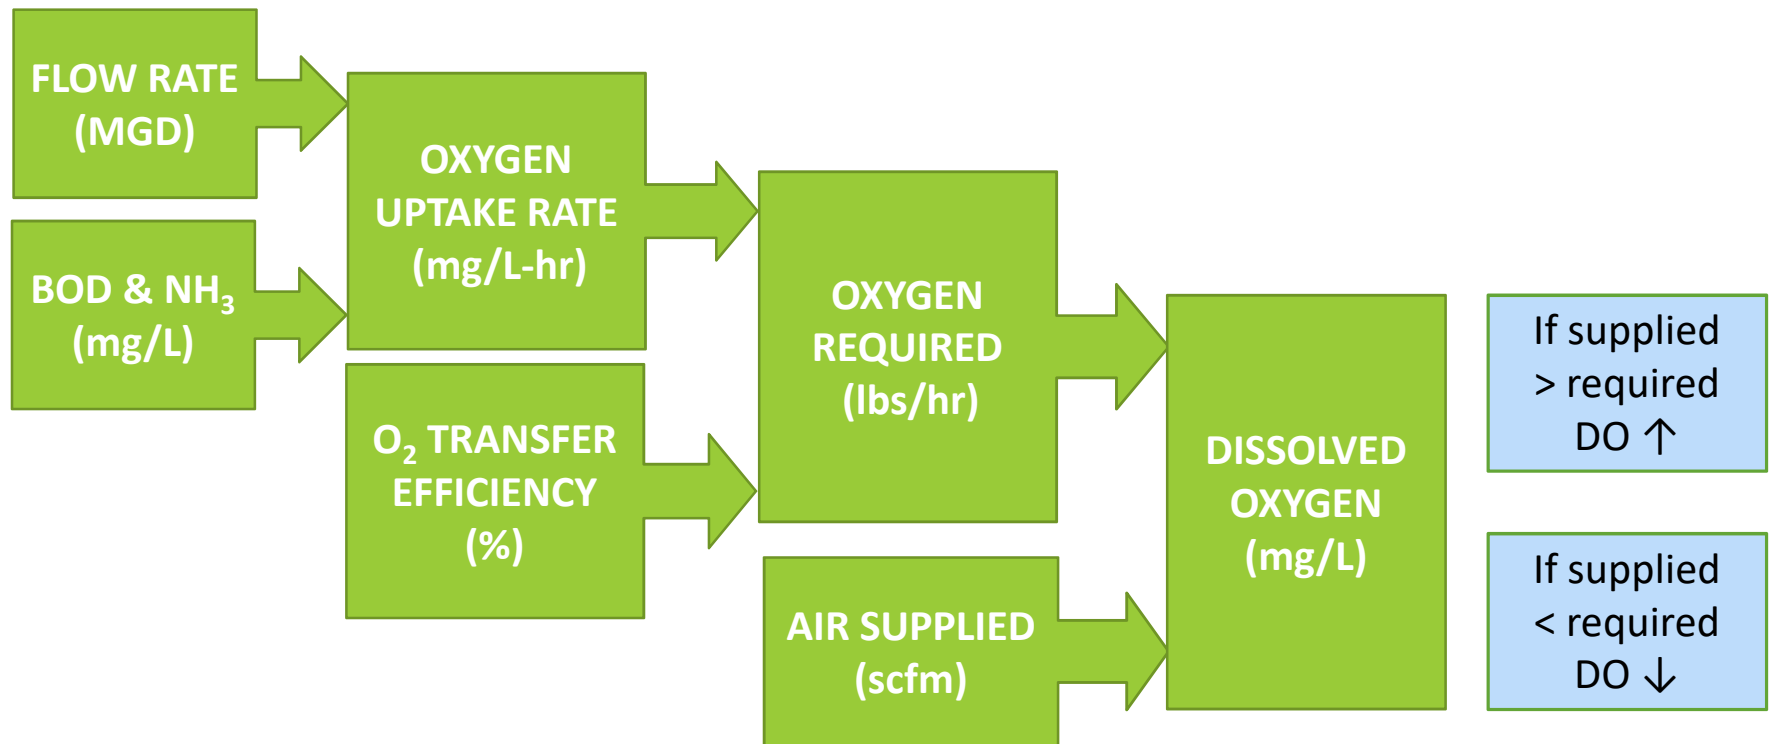 FLOW RATE
(MGD)
BOD & NH₃
(mg/L)
OXYGEN
UPTAKE RATE
(mg/L-hr)
O₂ TRANSFER
EFFICIENCY
(%)
OXYGEN
REQUIRED
(lbs/hr)
AIR SUPPLIED
(scfm)
DISSOLVED
OXYGEN
(mg/L)
If supplied
> required
DO ↑
If supplied
< required
DO ↓